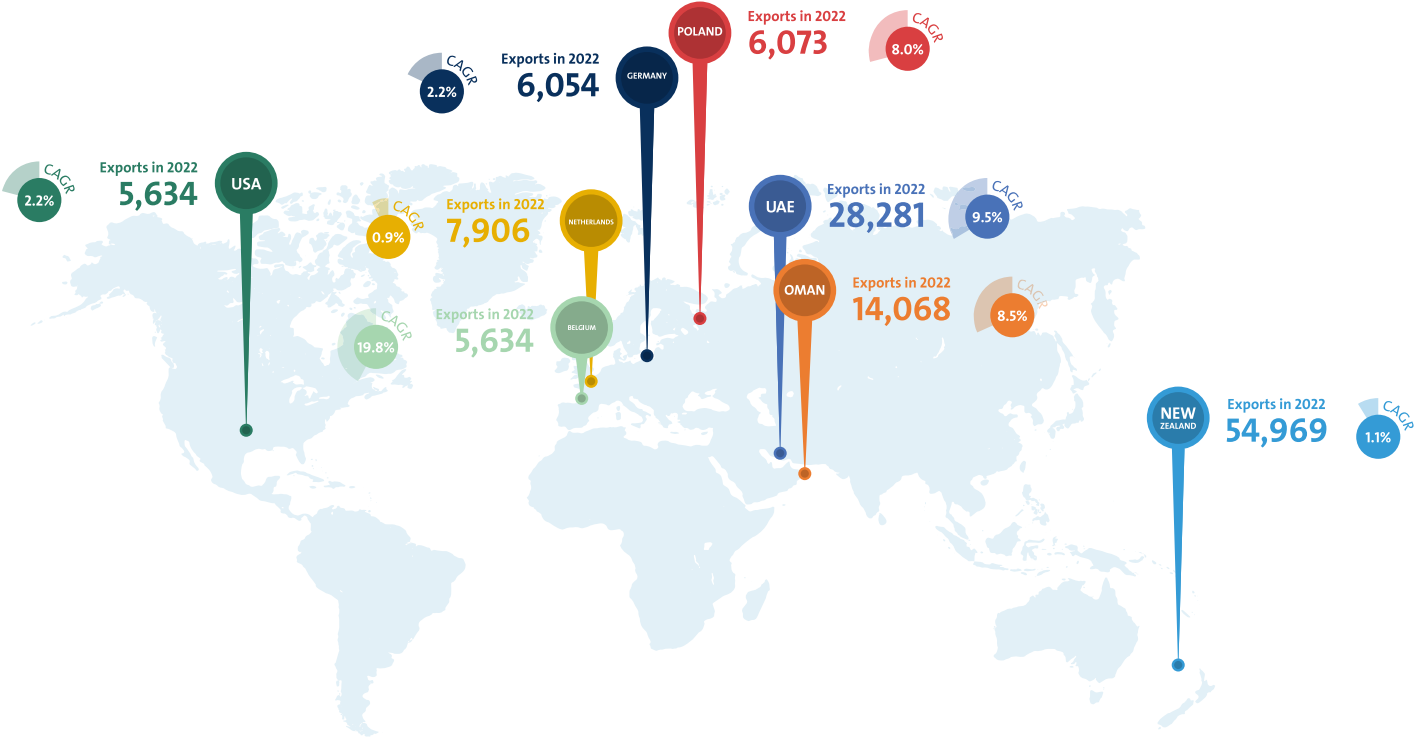 POLAND
Exports in 2022
6,073
CAGR
8.0%
GERMANY
Exports in 2022
6,054
CAGR
2.2%
USA
Exports in 2022
5,634
CAGR
2.2%
NETHERLANDS
Exports in 2022
7,906
CAGR
0.9%
UAE
Exports in 2022
28,281
CAGR
9.5%
OMAN
Exports in 2022
14,068
CAGR
8.5%
BELGIUM
Exports in 2022
5,634
CAGR
19.8%
NEW
ZEALAND
Exports in 2022
54,969
CAGR
1.1%